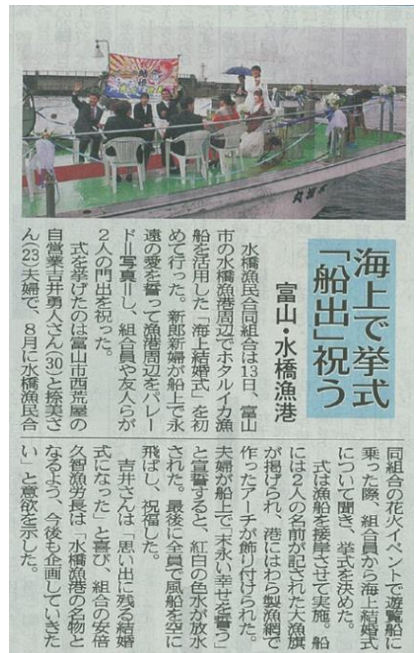 海上で挙式
「船出」祝う
富山・水橋漁港
水橋漁民合同組合は13日、富山
市の水橋漁港周辺でホタルイカ漁
船を活用した「海上結婚式」を初
めて行った。新郎新婦が船上で永
遠の愛を誓って漁港周辺をパレー
ド＝写真＝し、組合員や友人らが
２人の門出を祝った。
式を挙げたのは富山市西荒屋の
自営業吉井勇人さん(30)と捺美さ
ん(23)夫婦で、８月に水橋漁民合
同組合の花火イベントで遊覧船に
乗った際、組合員から海上結婚式
について聞き、挙式を決めた。
式は漁船を接岸させて実施。船
には２人の名前が記された大漁旗
が掲げられ、港にはわら製漁網で
作ったアーチが飾り付けられた。
夫婦が船上で「末永い幸せを誓う」
と宣誓すると、紅白の色水が放水
された。最後に全員で風船を空に
飛ばし、祝福した。
吉井さんは「思い出に残る結婚
式になった」と喜び、組合の安倍
久智漁労長は「水橋漁港の名物と
なるよう、今後も企画していきた
い」と意欲を示した。